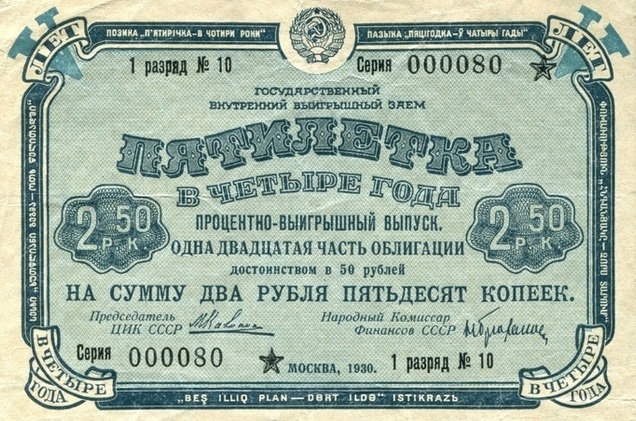 ПОЗИКА „П'ЯТИРІЧКА–В ЧОТИРИ РОКИ"
ПАЗЫКА „ПЯЦІГОДКА–Ў ЧАТЫРЫ ГАДЫ"
V ЛЕТ
V ЛЕТ
1 разряд № 10 Серия 000080
ГОСУДАРСТВЕННЫЙ
ВНУТРЕННИЙ ВЫИГРЫШНЫЙ ЗАЕМ
ПЯТИЛЕТКА
В ЧЕТЫРЕ ГОДА
ПРОЦЕНТНО-ВЫИГРЫШНЫЙ ВЫПУСК.
2 50 Р. К.
2 50 Р. К.
ОДНА ДВАДЦАТАЯ ЧАСТЬ ОБЛИГАЦИИ
ДОСТОИНСТВОМ В 50 РУБЛЕЙ
НА СУММУ ДВА РУБЛЯ ПЯТЬДЕСЯТ КОПЕЕК.
Председатель
ЦИК СССР
Народный Комиссар
Финансов СССР
Серия 000080 МОСКВА, 1930. 1 разряд № 10
В ЧЕТЫРЕ
ГОДА
В ЧЕТЫРЕ
ГОДА
„BEŞ ILLIQ PLAN — DƟRT ILDƏ" ISTIKRAZЬ